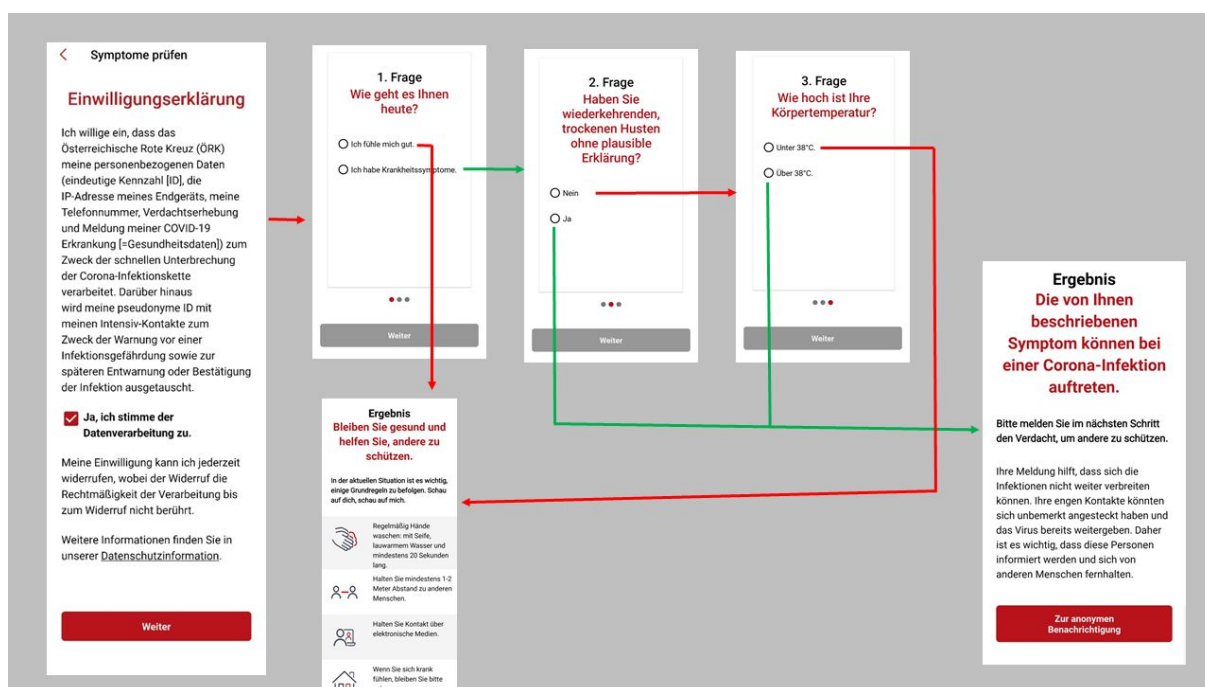 Symptome prüfen
Einwilligungserklärung
Ich willige ein, dass das
Österreichische Rote Kreuz (ÖRK)
meine personenbezogenen Daten
(eindeutige Kennzahl [ID], die
IP-Adresse meines Endgeräts, meine
Telefonnummer, Verdachtserhebung
und Meldung meiner COVID-19
Erkrankung [=Gesundheitsdaten]) zum
Zweck der schnellen Unterbrechung
der Corona-Infektionskette
verarbeitet. Darüber hinaus
wird meine pseudonyme ID mit
meinen Intensiv-Kontakte zum
Zweck der Warnung vor einer
Infektionsgefährdung sowie zur
späteren Entwarnung oder Bestätigung
der Infektion ausgetauscht.
Ja, ich stimme der
Datenverarbeitung zu.
Meine Einwilligung kann ich jederzeit
widerrufen, wobei der Widerruf die
Rechtmäßigkeit der Verarbeitung bis
zum Widerruf nicht berührt.
Weitere Informationen finden Sie in
unserer Datenschutzinformation.
Weiter
1. Frage
Wie geht es Ihnen
heute?
Ich fühle mich gut.
Ich habe Krankheitssymptome.
Weiter
2. Frage
Haben Sie
wiederkehrenden,
trockenen Husten
ohne plausible
Erklärung?
Nein
Ja
Weiter
3. Frage
Wie hoch ist Ihre
Körpertemperatur?
Unter 38°C.
Über 38°C.
Weiter
Ergebnis
Bleiben Sie gesund und
helfen Sie, andere zu
schützen.
In der aktuellen Situation ist es wichtig,
einige Grundregeln zu befolgen. Schau
auf dich, schau auf mich.
Regelmäßig Hände
waschen: mit Seife,
lauwarmem Wasser und
mindestens 20 Sekunden
lang.
Halten Sie mindestens 1-2
Meter Abstand zu anderen
Menschen.
Halten Sie Kontakt über
elektronische Medien.
Wenn Sie sich krank
fühlen, bleiben Sie bitte
Ergebnis
Die von Ihnen
beschriebenen
Symptom können bei
einer Corona-Infektion
auftreten.
Bitte melden Sie im nächsten Schritt
den Verdacht, um andere zu schützen.
Ihre Meldung hilft, dass sich die
Infektionen nicht weiter verbreiten
können. Ihre engen Kontakte könnten
sich unbemerkt angesteckt haben und
das Virus bereits weitergeben. Daher
ist es wichtig, dass diese Personen
informiert werden und sich von
anderen Menschen fernhalten.
Zur anonymen
Benachrichtigung